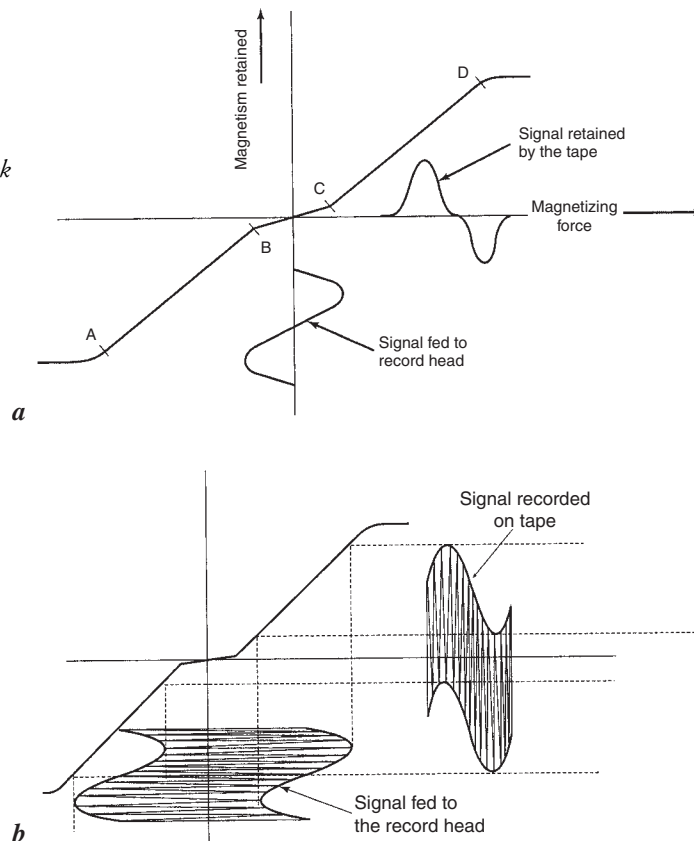 Magnetism retained
D
Signal retained
by the tape
k
C
Magnetizing
force
B
A
Signal fed to
record head
a
Signal recorded
on tape
Signal fed to
the record head
b